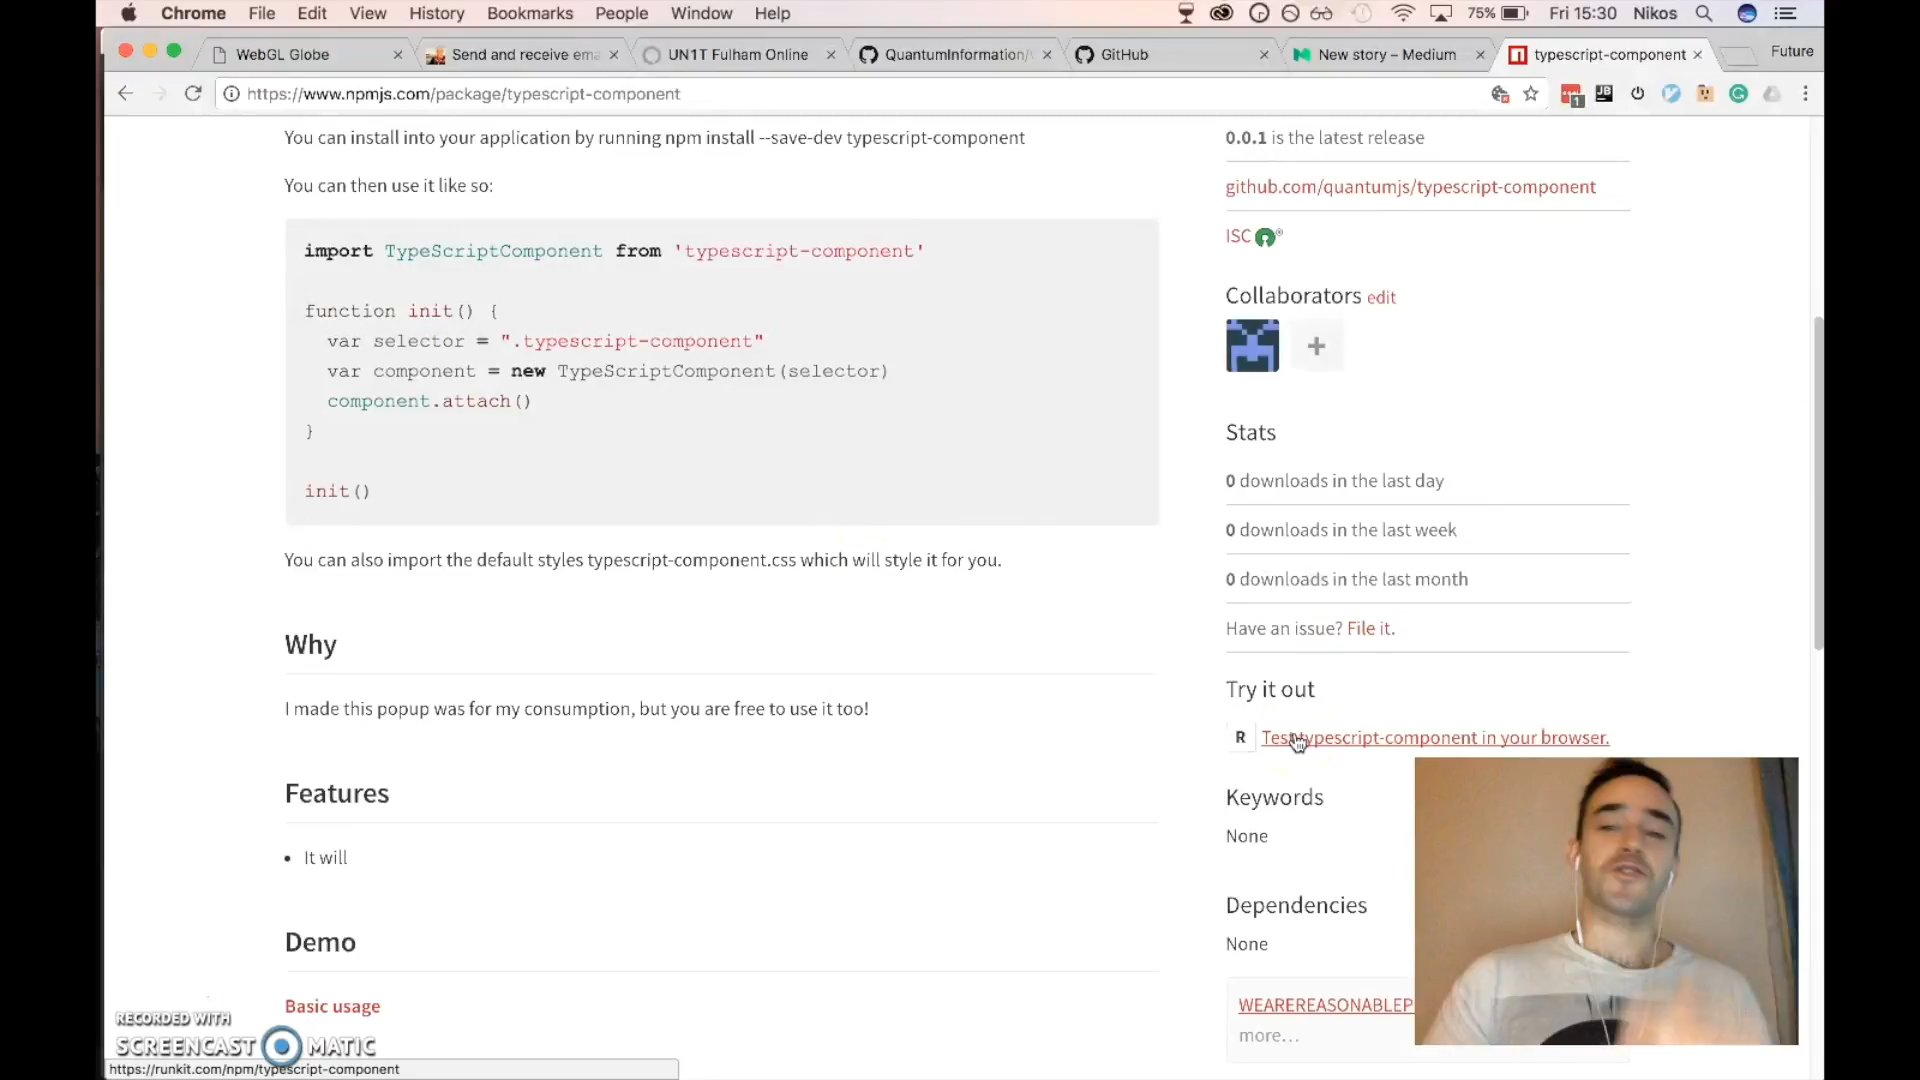 Chrome File Edit View History Bookmarks People Window Help 75% Fri 15:30 Nikos
WebGL Globe Send and receive ema UN1T Fulham Online QuantumInformation/ GitHub New story – Medium typescript-component Future
https://www.npmjs.com/package/typescript-component
1 JB
You can install into your application by running npm install --save-dev typescript-component
You can then use it like so:
import TypeScriptComponent from 'typescript-component'
function init() {
var selector = ".typescript-component"
var component = new TypeScriptComponent(selector)
component.attach()
}
init()
You can also import the default styles typescript-component.css which will style it for you.
Why
I made this popup was for my consumption, but you are free to use it too!
Features
• It will
Demo
Basic usage
0.0.1 is the latest release
github.com/quantumjs/typescript-component
ISC
Collaborators edit
+
Stats
0 downloads in the last day
0 downloads in the last week
0 downloads in the last month
Have an issue? File it.
Try it out
R Test typescript-component in your browser.
Keywords
None
Dependencies
None
WEAREREASONABLEP
more…
RECORDED WITH
SCREENCAST MATIC
https://runkit.com/npm/typescript-component